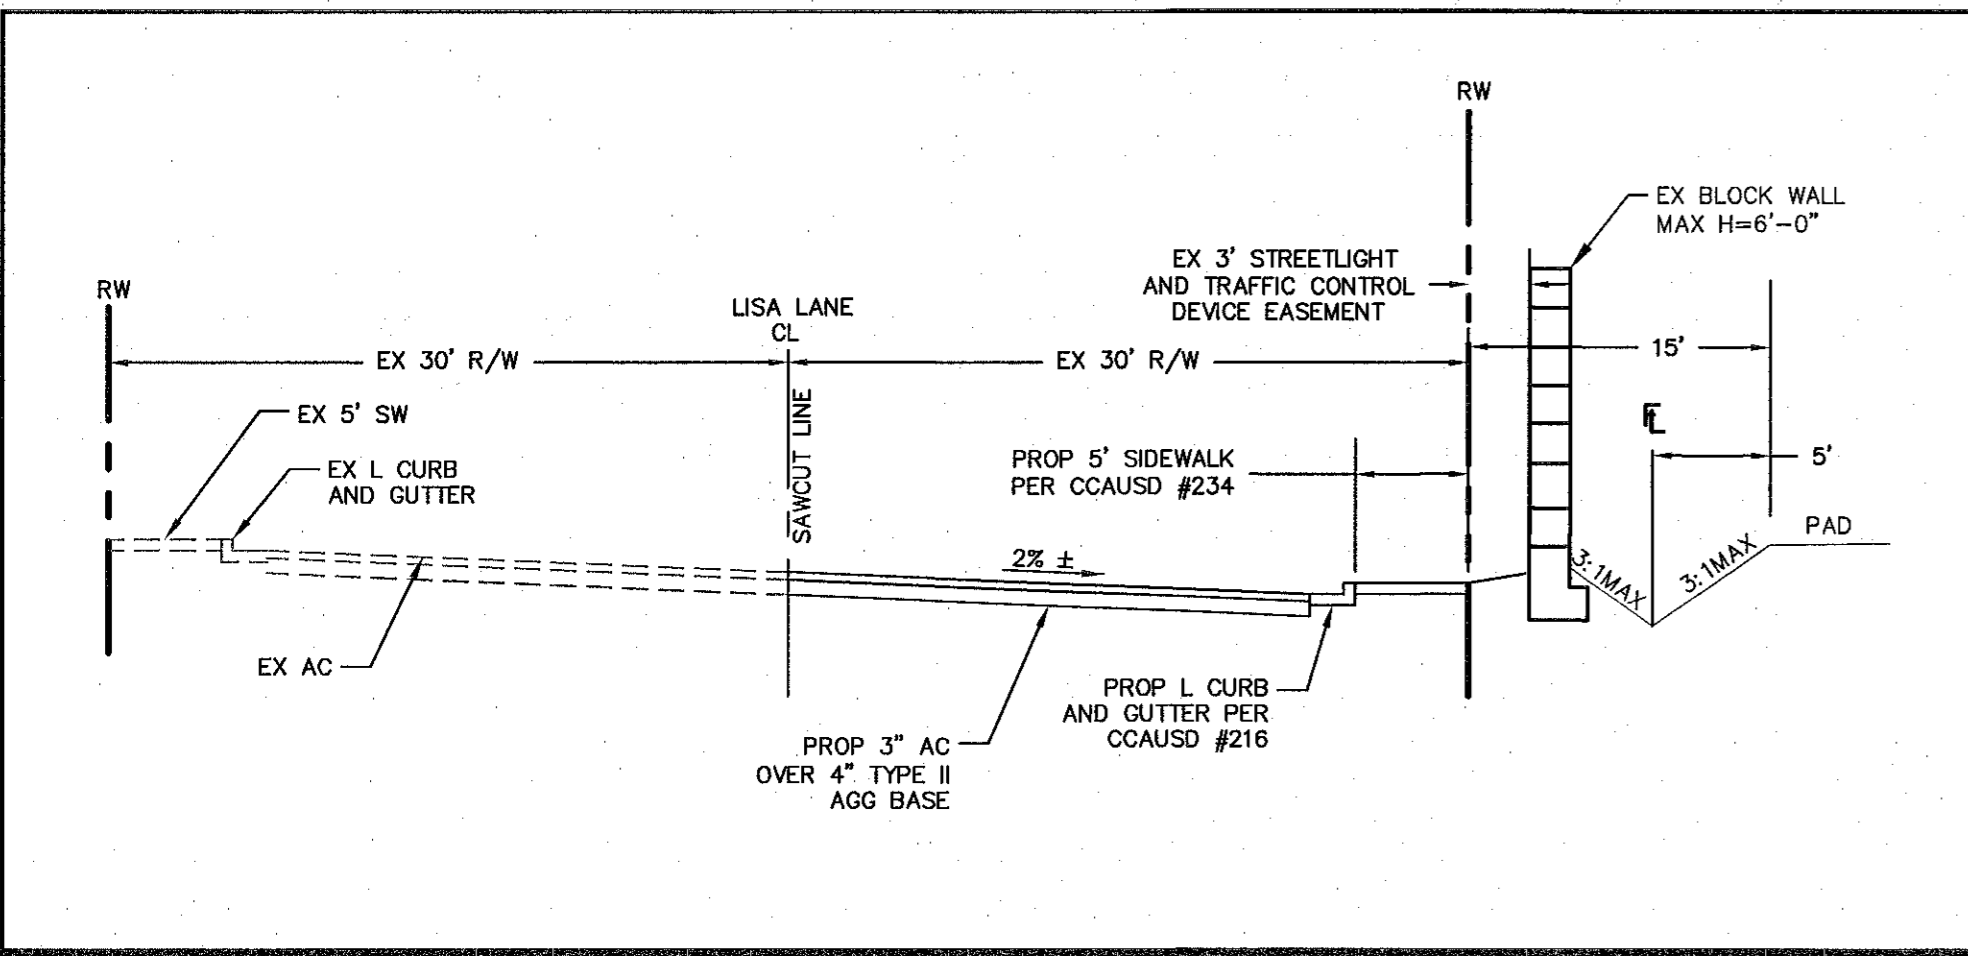 RW
EX BLOCK WALL
MAX H=6'-0"
EX 3' STREETLIGHT
AND TRAFFIC CONTROL
DEVICE EASEMENT
RW
LISA LANE
CL
EX 30' R/W
EX 30' R/W
15'
SAWCUT LINE
EX 5' SW
EX L CURB
AND GUTTER
PROP 5' SIDEWALK
PER CCAUSD #234
5'
PAD
2% ±
3:1MAX
3:1MAX
EX AC
PROP L CURB
AND GUTTER PER
CCAUSD #216
PROP 3" AC
OVER 4" TYPE II
AGG BASE